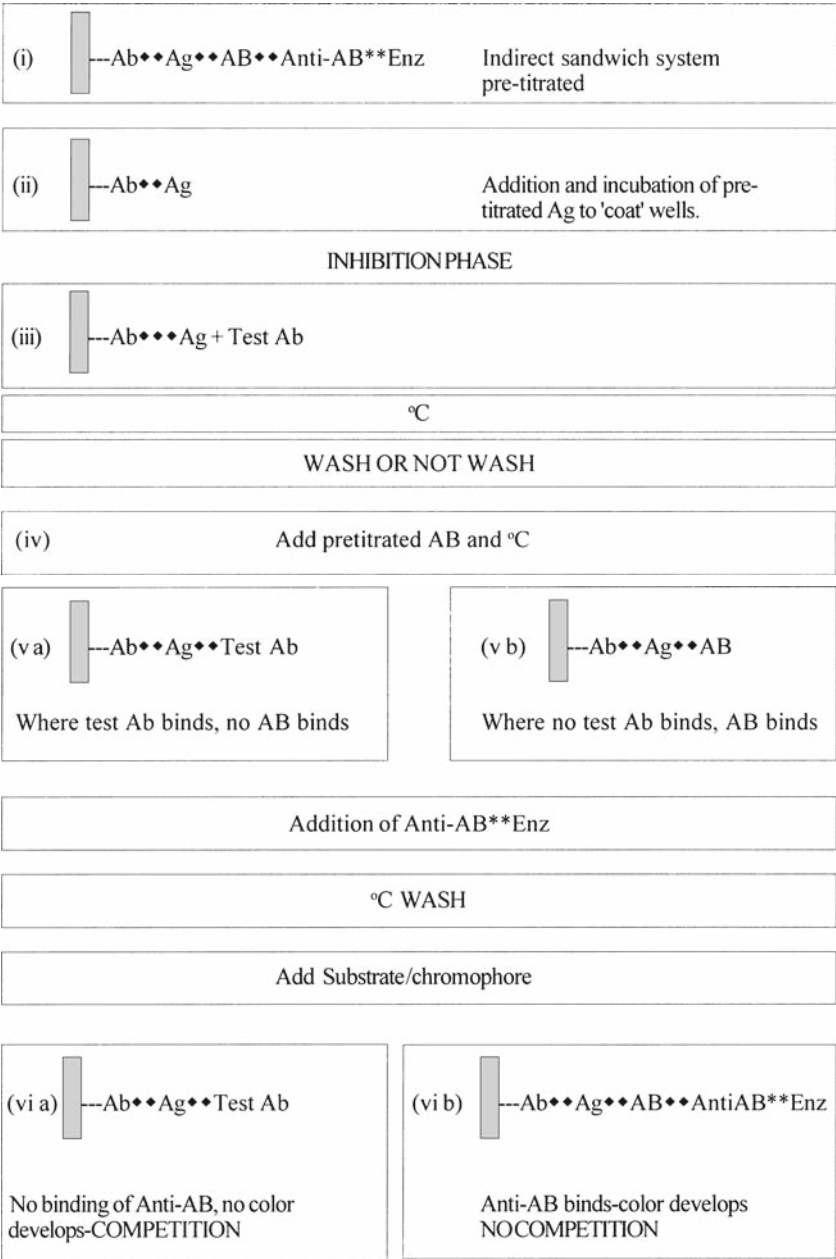 (i) ---Ab◆◆Ag◆◆AB◆◆Anti-AB**Enz Indirect sandwich system
pre-titrated
(ii) ---Ab◆◆Ag Addition and incubation of pre-
titrated Ag to 'coat' wells.
INHIBITION PHASE
(iii) ---Ab◆◆◆Ag + Test Ab
°C
WASH OR NOT WASH
(iv) Add pretitrated AB and °C
(v a) ---Ab◆◆Ag◆◆Test Ab
Where test Ab binds, no AB binds
(v b) ---Ab◆◆Ag◆◆AB
Where no test Ab binds, AB binds
Addition of Anti-AB**Enz
°C WASH
Add Substrate/chromophore
(vi a) ---Ab◆◆Ag◆◆Test Ab
No binding of Anti-AB, no color
develops-COMPETITION
(vi b) ---Ab◆◆Ag◆◆AB◆◆AntiAB**Enz
Anti-AB binds-color develops
NO COMPETITION